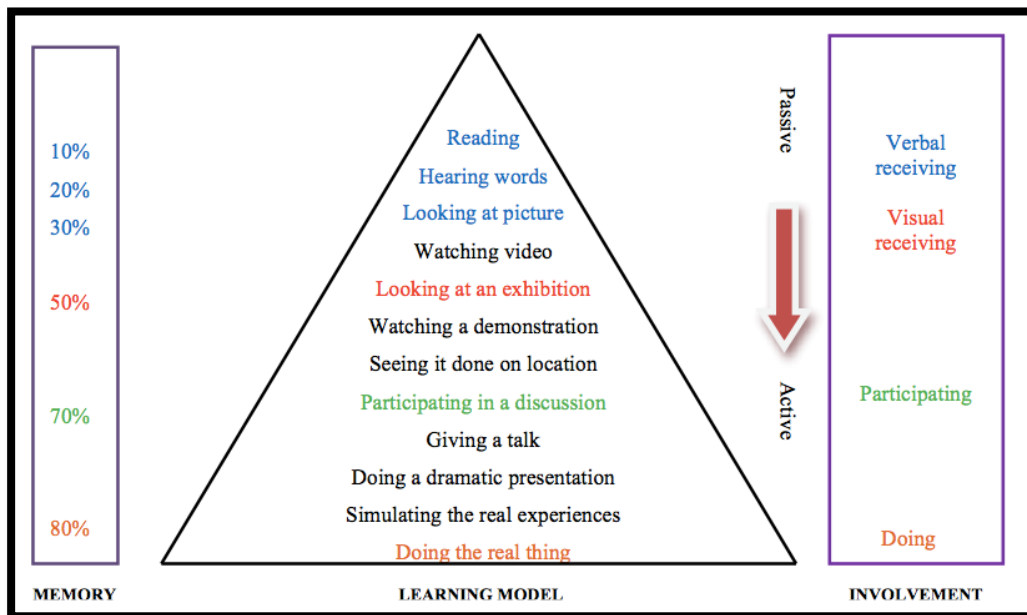 10%
20%
30%
50%
70%
80%
MEMORY
Reading
Hearing words
Looking at picture
Watching video
Looking at an exhibition
Watching a demonstration
Seeing it done on location
Participating in a discussion
Giving a talk
Doing a dramatic presentation
Simulating the real experiences
Doing the real thing
LEARNING MODEL
Passive
Active
Verbal
receiving
Visual
receiving
Participating
Doing
INVOLVEMENT